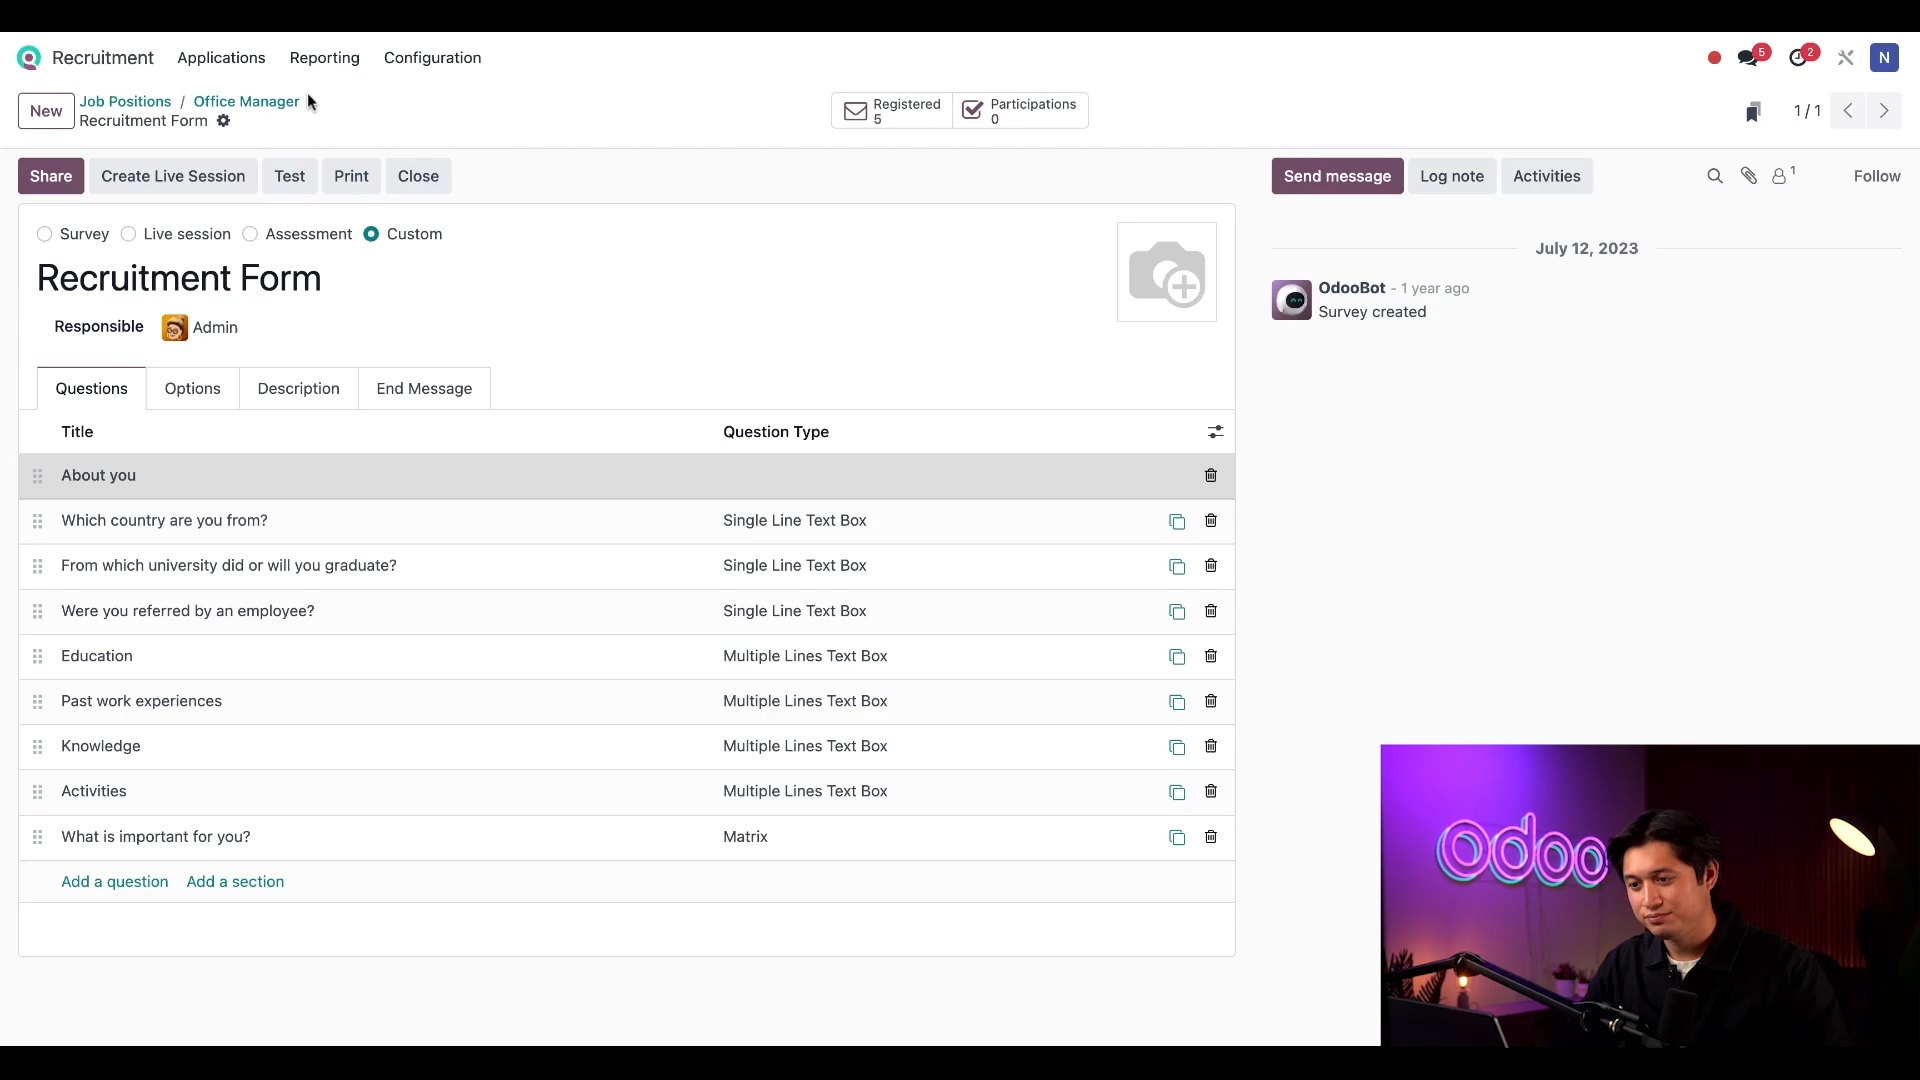 Recruitment Applications Reporting Configuration 5 2 N
New Job Positions / Office Manager
Recruitment Form
Registered 5
Participations 0
1 / 1
Share Create Live Session Test Print Close
Send message Log note Activities 1 Follow
Survey Live session Assessment Custom
Recruitment Form
Responsible Admin
July 12, 2023
OdooBot - 1 year ago
Survey created
Questions Options Description End Message
Title Question Type
About you
Which country are you from? Single Line Text Box
From which university did or will you graduate? Single Line Text Box
Were you referred by an employee? Single Line Text Box
Education Multiple Lines Text Box
Past work experiences Multiple Lines Text Box
Knowledge Multiple Lines Text Box
Activities Multiple Lines Text Box
What is important for you? Matrix
Add a question Add a section
odoo